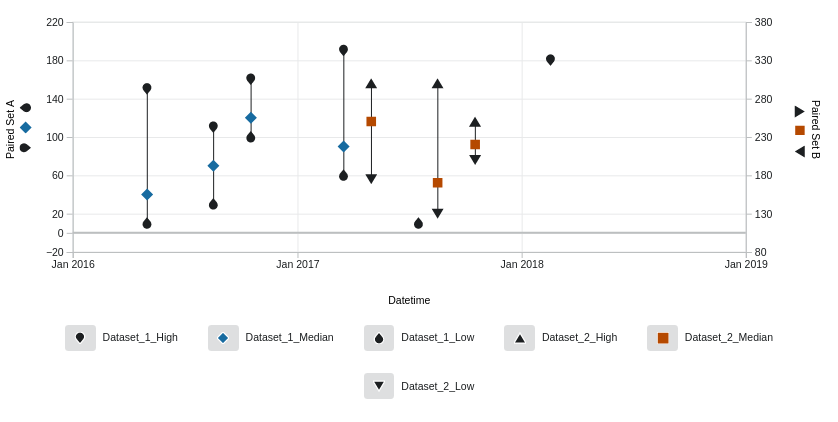 220
180
140
100
60
20
0
−20
380
330
280
230
180
130
80
Paired Set A
Paired Set B
Jan 2016 Jan 2017 Jan 2018 Jan 2019
Datetime
Dataset_1_High Dataset_1_Median Dataset_1_Low Dataset_2_High Dataset_2_Median
Dataset_2_Low